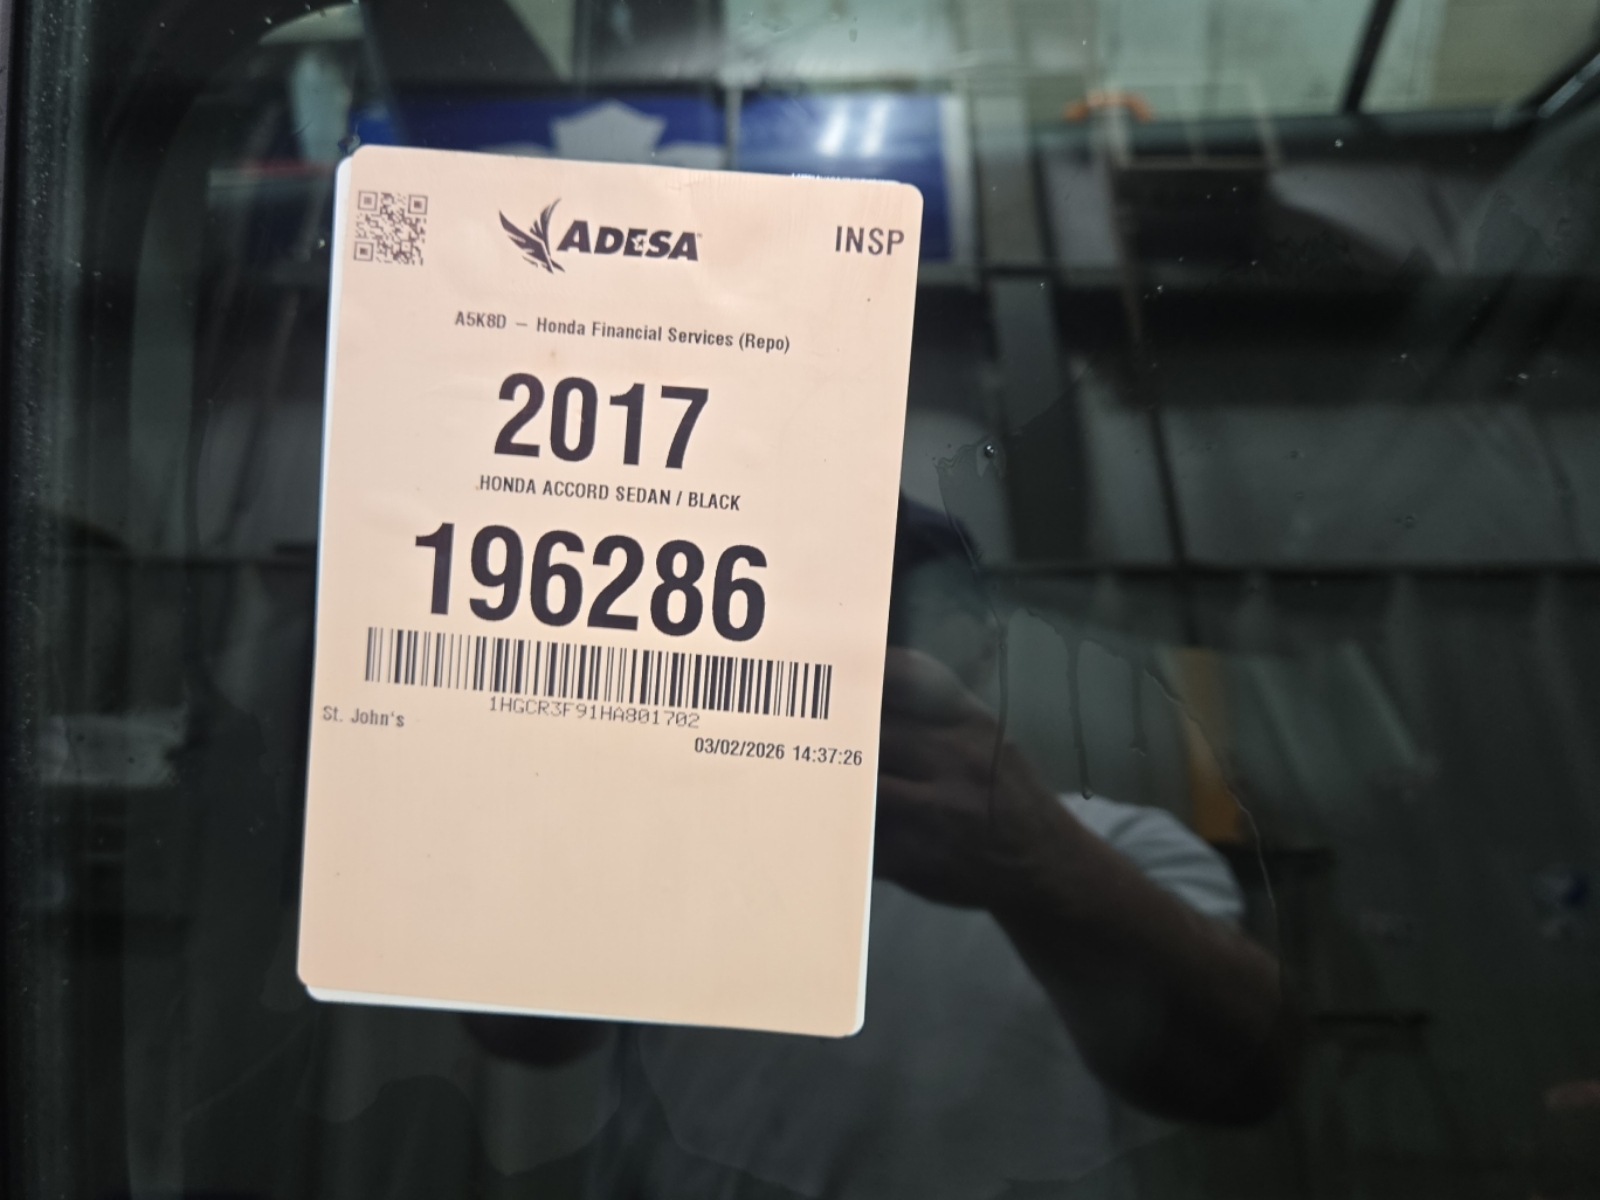 ADESA
INSP
A5K8D – Honda Financial Services (Repo)
2017
HONDA ACCORD SEDAN / BLACK
196286
1HGCR3F91HA801702
St. John's
03/02/2026 14:37:26